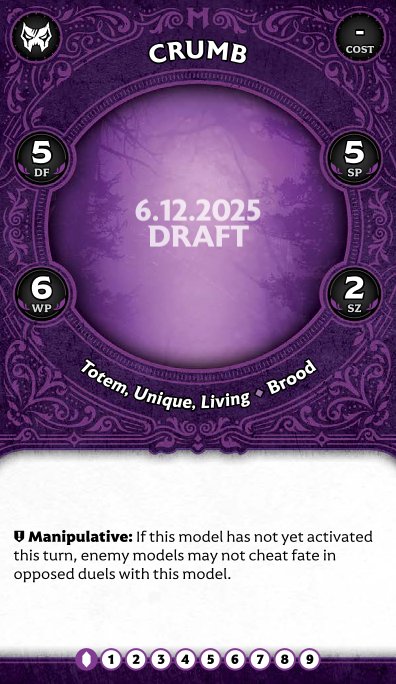 M
CRUMB
-
COST
5
DF
5
SP
6.12.2025
DRAFT
6
WP
2
SZ
Totem, Unique, Living ⬥ Brood
Manipulative: If this model has not yet activated
this turn, enemy models may not cheat fate in
opposed duels with this model.
1 2 3 4 5 6 7 8 9